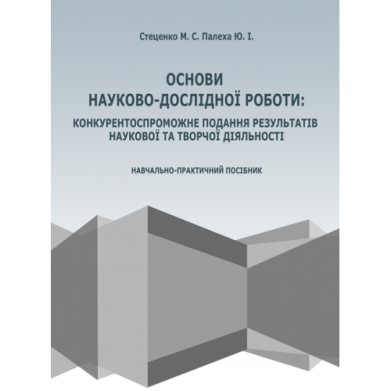 Стеценко М. С. Палеха Ю. І.
ОСНОВИ
НАУКОВО-ДОСЛІДНОЇ РОБОТИ:
КОНКУРЕНТОСПРОМОЖНЕ ПОДАННЯ РЕЗУЛЬТАТІВ
НАУКОВОЇ ТА ТВОРЧОЇ ДІЯЛЬНОСТІ
НАВЧАЛЬНО-ПРАКТИЧНИЙ ПОСІБНИК